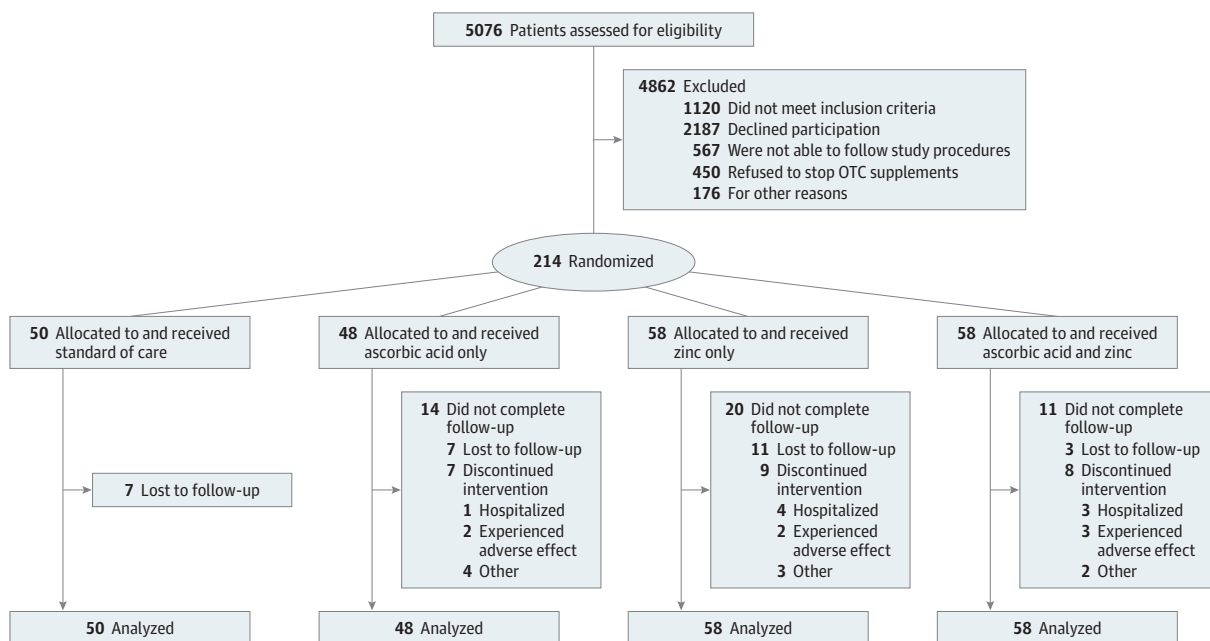 5076 Patients assessed for eligibility
4862 Excluded
1120 Did not meet inclusion criteria
2187 Declined participation
567 Were not able to follow study procedures
450 Refused to stop OTC supplements
176 For other reasons
214 Randomized
50 Allocated to and received
standard of care
48 Allocated to and received
ascorbic acid only
58 Allocated to and received
zinc only
58 Allocated to and received
ascorbic acid and zinc
7 Lost to follow-up
14 Did not complete
follow-up
7 Lost to follow-up
7 Discontinued
intervention
1 Hospitalized
2 Experienced
adverse effect
4 Other
20 Did not complete
follow-up
11 Lost to follow-up
9 Discontinued
intervention
4 Hospitalized
2 Experienced
adverse effect
3 Other
11 Did not complete
follow-up
3 Lost to follow-up
8 Discontinued
intervention
3 Hospitalized
3 Experienced
adverse effect
2 Other
50 Analyzed
48 Analyzed
58 Analyzed
58 Analyzed